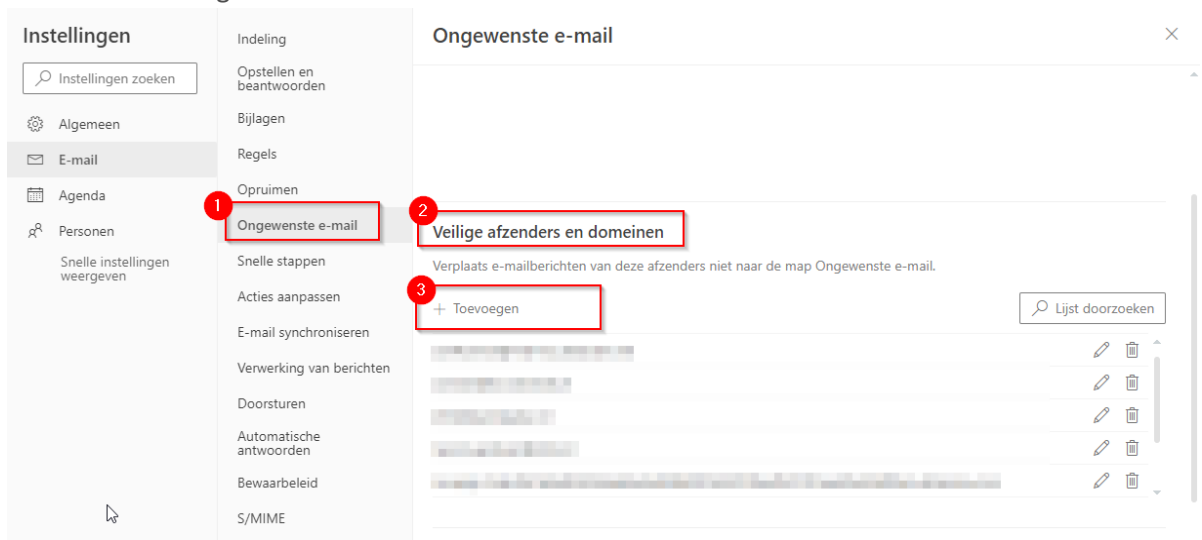 Instellingen
Instellingen zoeken
Algemeen
E-mail
Agenda
Personen
Snelle instellingen
weergeven
Indeling
Opstellen en
beantwoorden
Bijlagen
Regels
Opruimen
1
Ongewenste e-mail
Snelle stappen
Acties aanpassen
E-mail synchroniseren
Verwerking van berichten
Doorsturen
Automatische
antwoorden
Bewaarbeleid
S/MIME
Ongewenste e-mail
2
Veilige afzenders en domeinen
Verplaats e-mailberichten van deze afzenders niet naar de map Ongewenste e-mail.
3
+ Toevoegen
Lijst doorzoeken